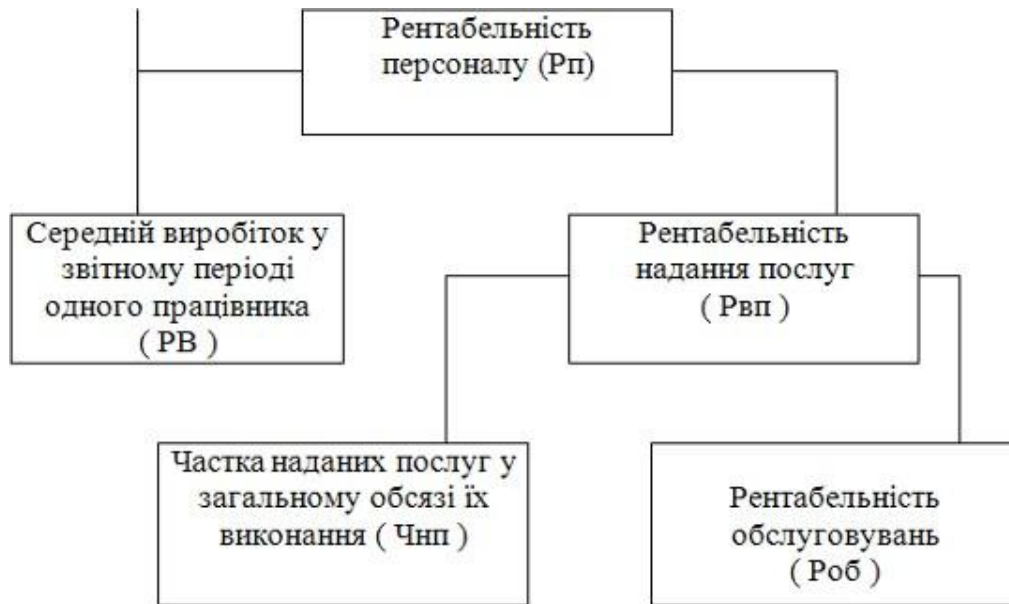 Рентабельність
персоналу (Рп)
Середній виробіток у
звітному періоді
одного працівника
( РВ )
Рентабельність
надання послуг
( Рвп )
Частка наданих послуг у
загальному обсязі їх
виконання ( Чнп )
Рентабельність
обслуговувань
( Роб )